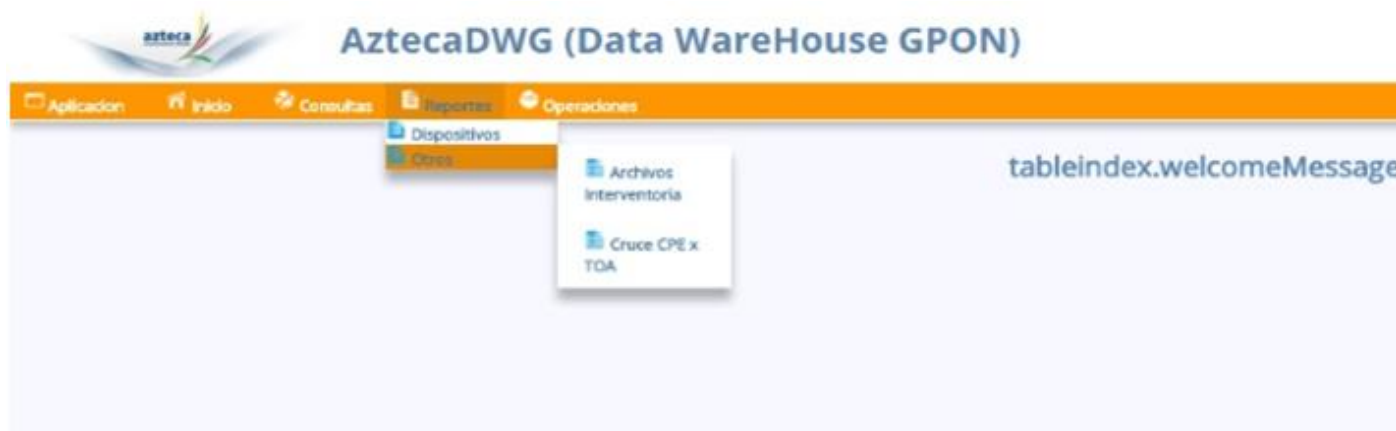 azteca
AztecaDWG (Data WareHouse GPON)
Aplicacion Inicio Consultas Reportes Operaciones
Dispositivos
Otros
tableindex.welcomeMessage
Archivos
Interventoria
Cruce CPE x
TOA